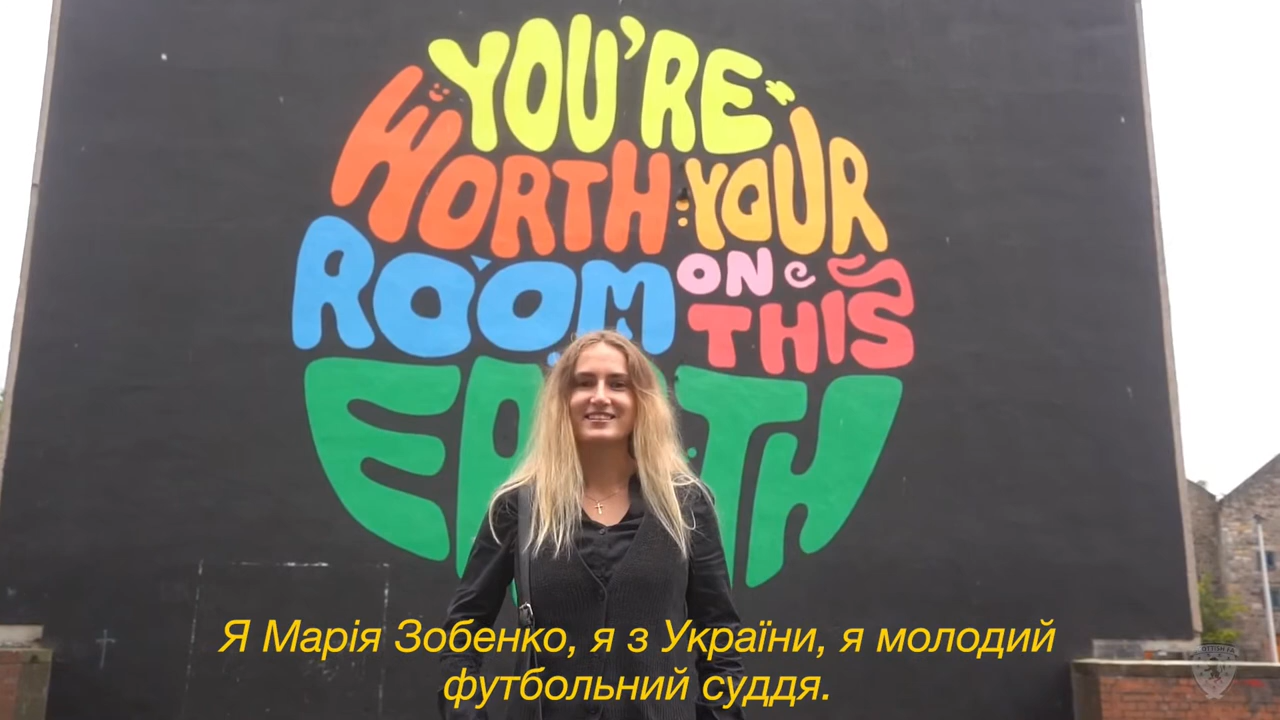 YOU'RE
WORTH YOUR
ROOM ON
THIS
EARTH
Я Марія Зобенко, я з України, я молодий
футбольний суддя.